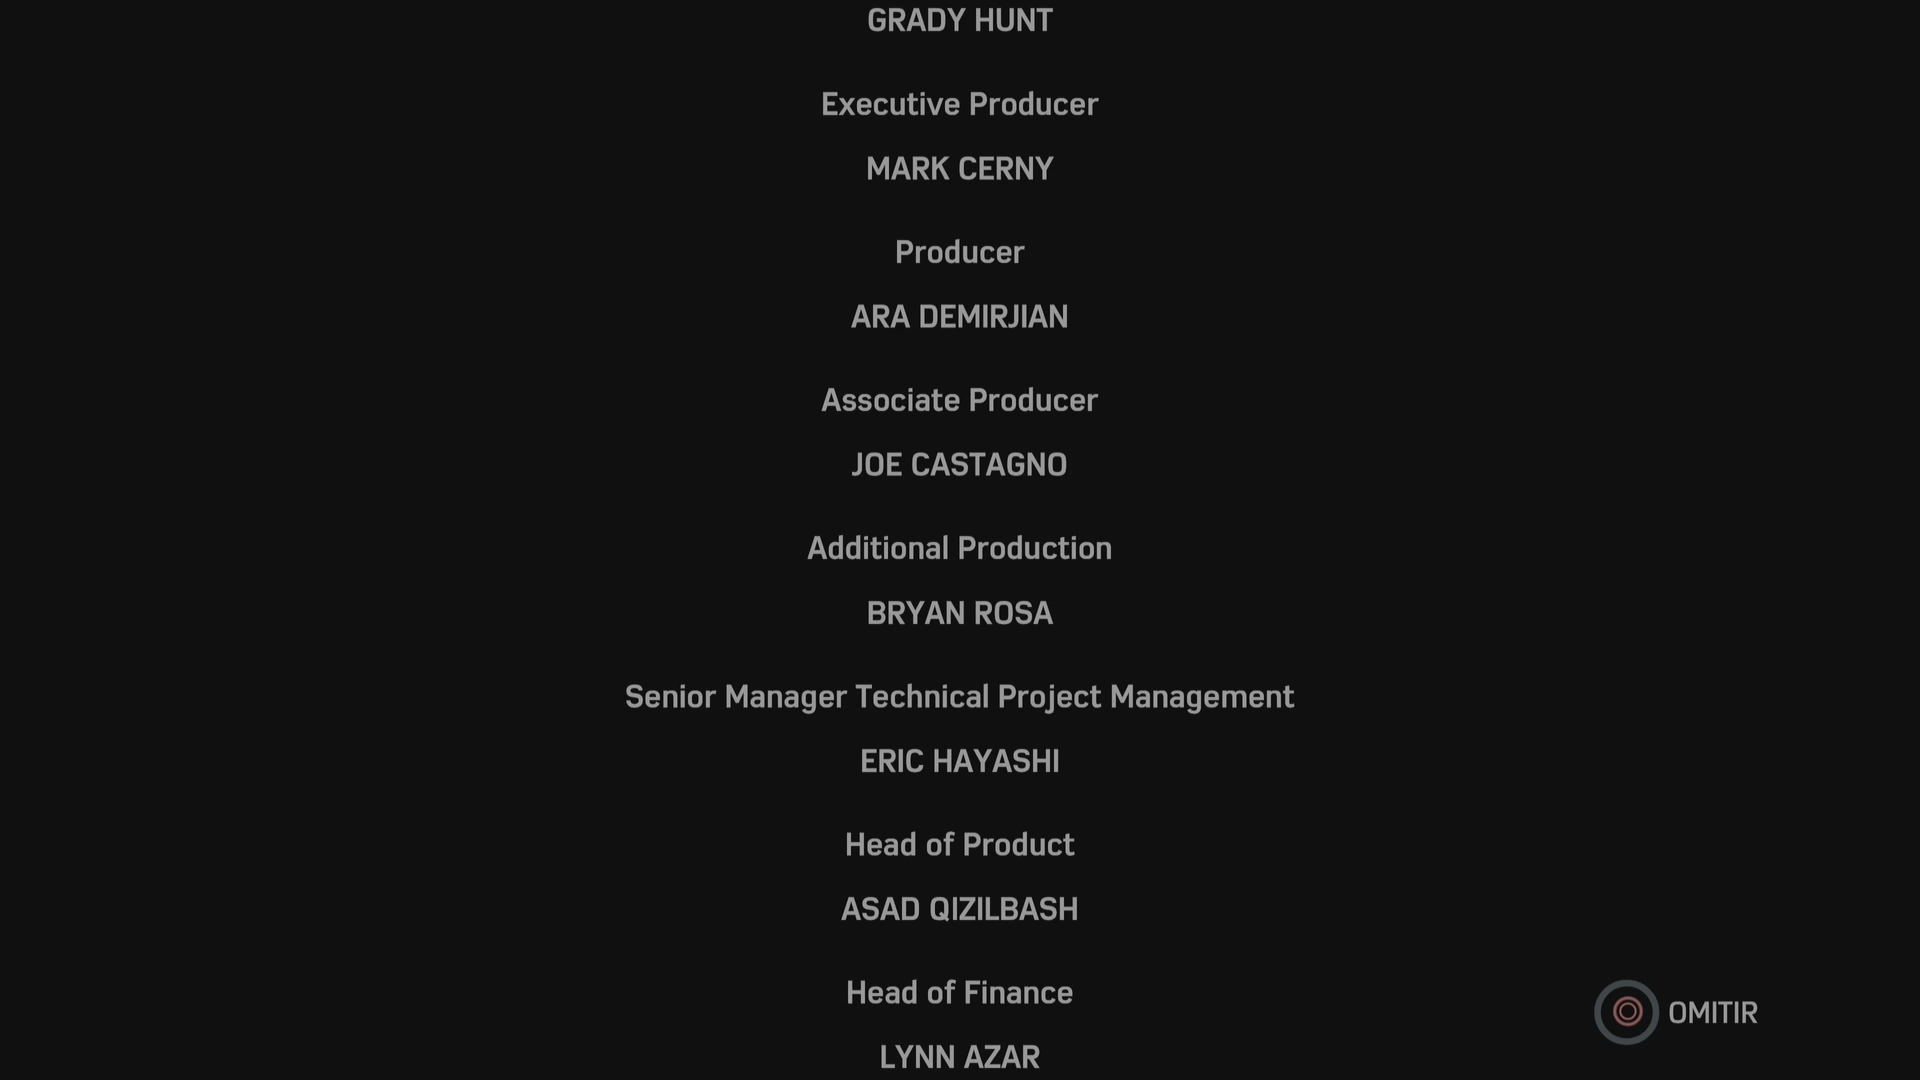 GRADY HUNT
Executive Producer
MARK CERNY
Producer
ARA DEMIRJIAN
Associate Producer
JOE CASTAGNO
Additional Production
BRYAN ROSA
Senior Manager Technical Project Management
ERIC HAYASHI
Head of Product
ASAD QIZILBASH
Head of Finance
LYNN AZAR
OMITIR